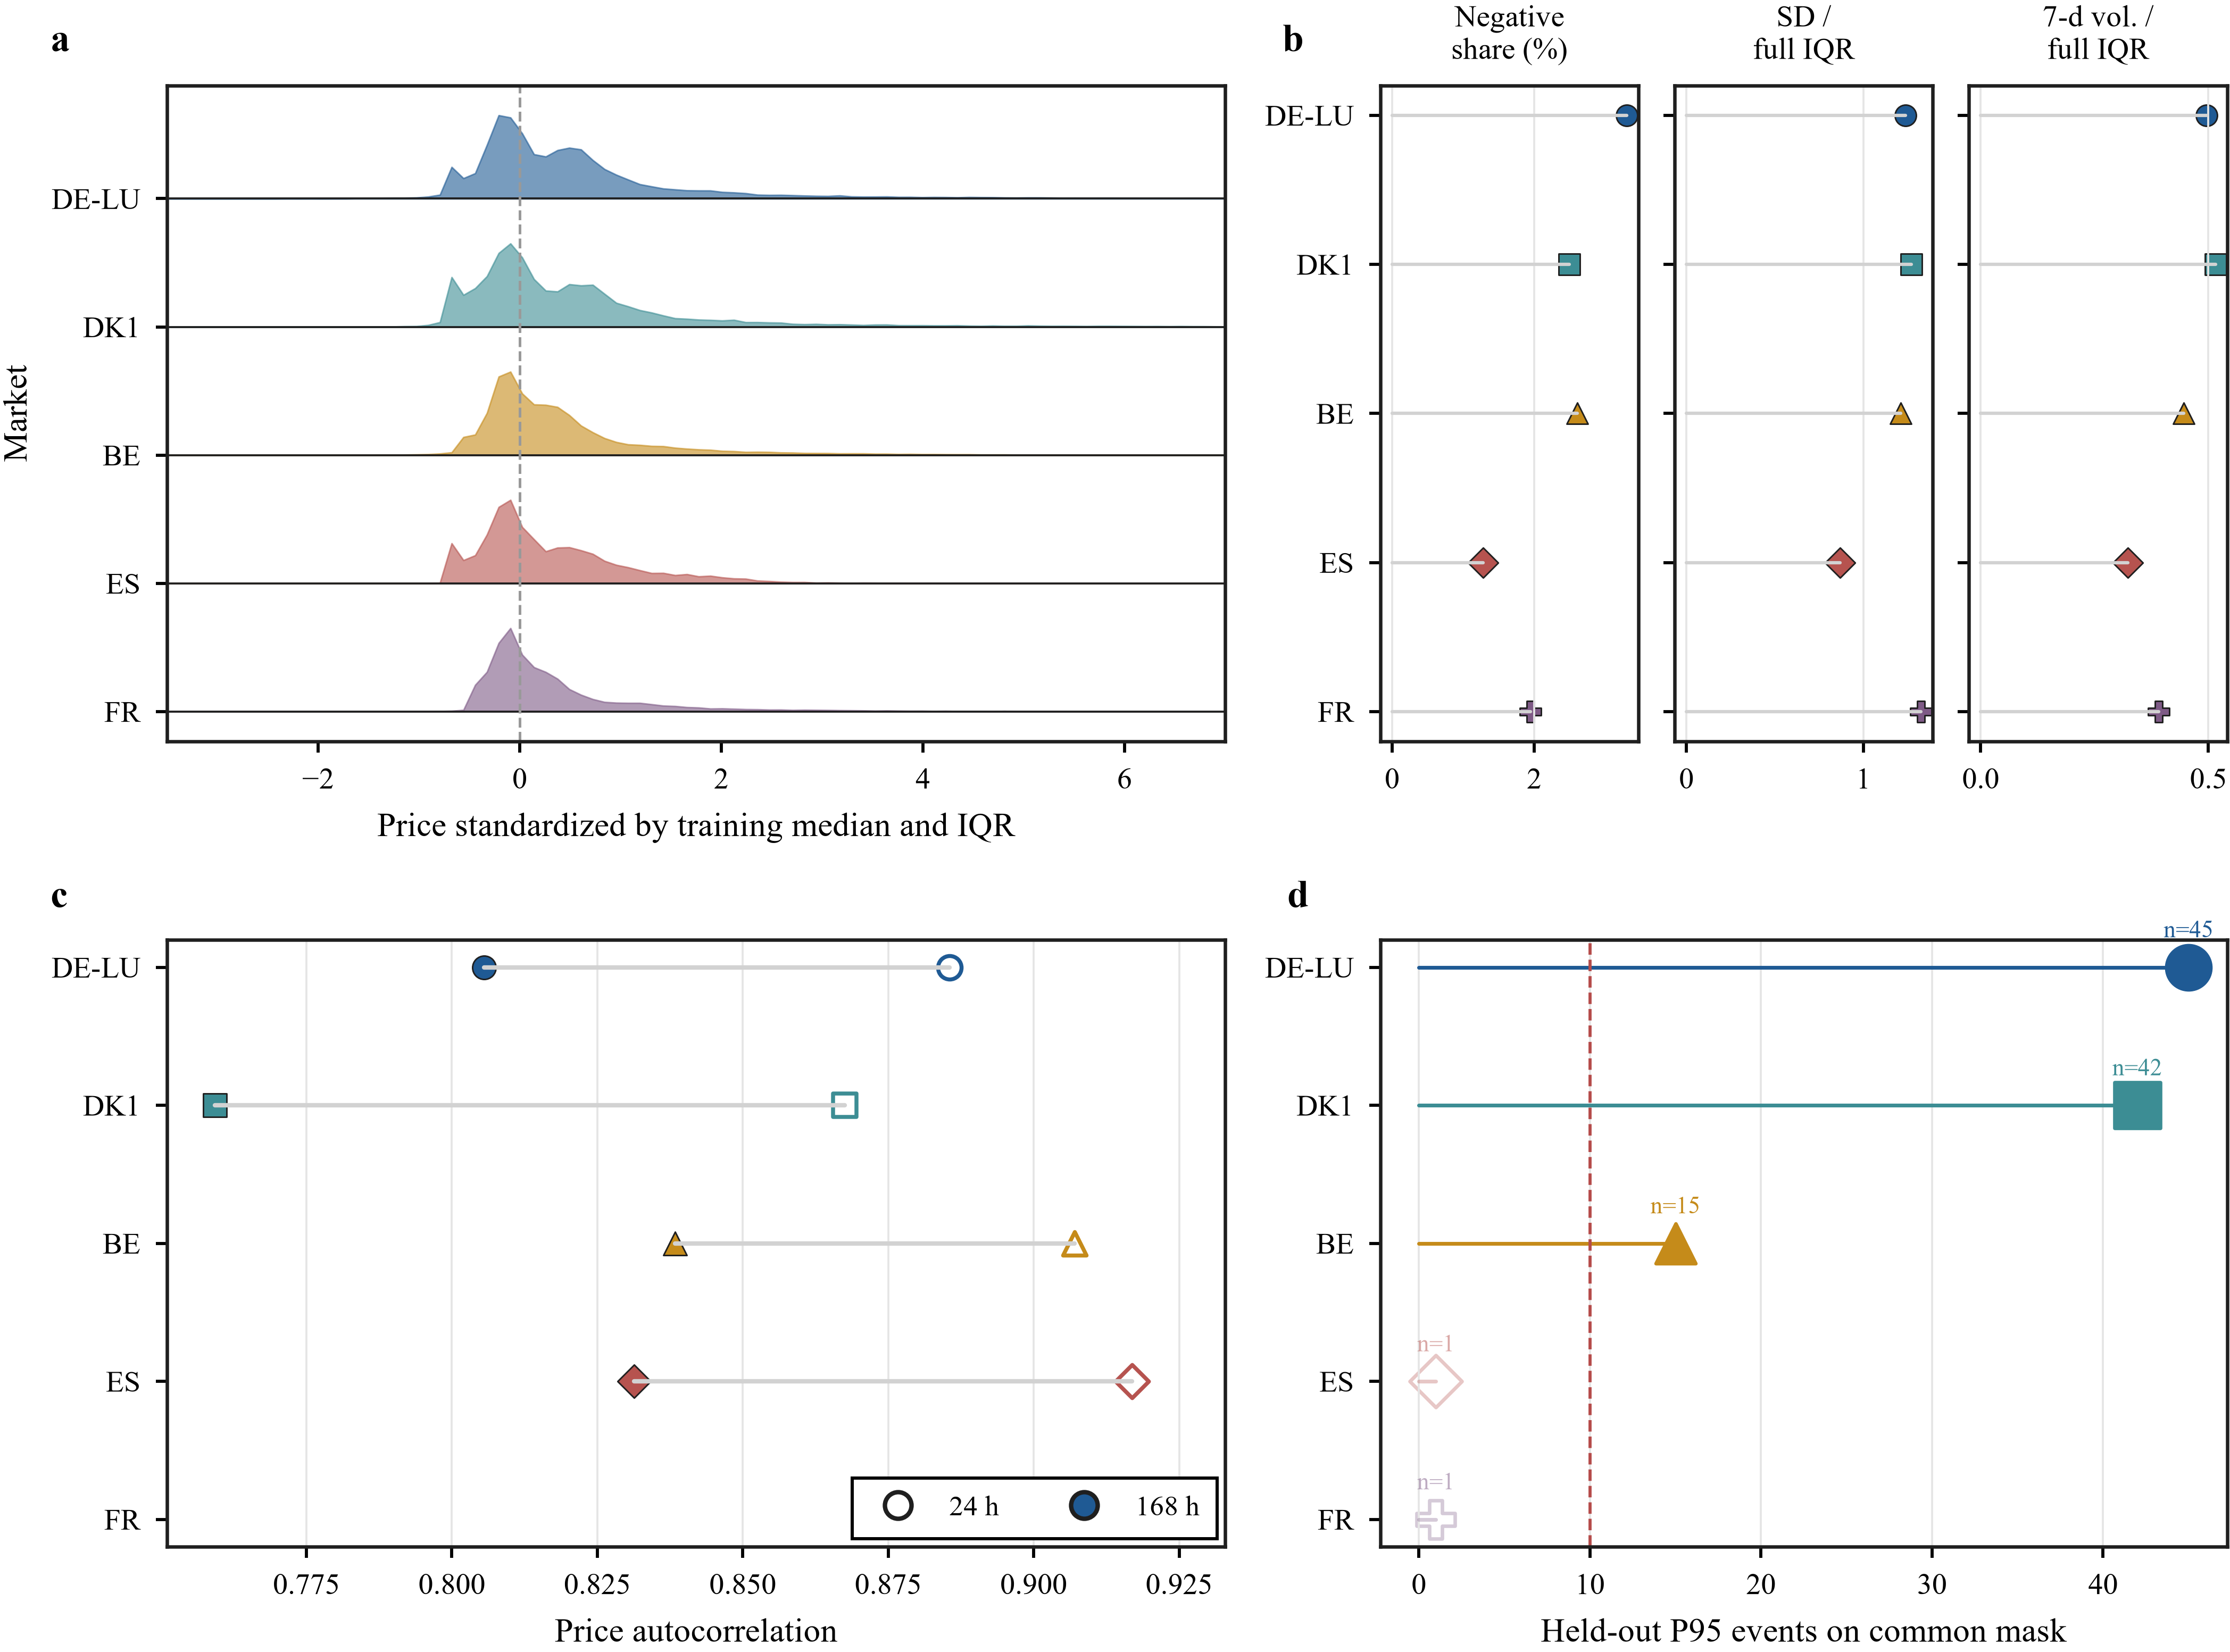 a
Market
DE-LU
DK1
BE
ES
FR
−2
0
2
4
6
Price standardized by training median and IQR
b
Negative
share (%)
SD /
full IQR
7-d vol. /
full IQR
DE-LU
DK1
BE
ES
FR
0
2
0
1
0.0
0.5
c
DE-LU
DK1
BE
ES
FR
24 h
168 h
0.775
0.800
0.825
0.850
0.875
0.900
0.925
Price autocorrelation
d
n=45
DE-LU
n=42
DK1
n=15
BE
n=1
ES
n=1
FR
0
10
20
30
40
Held-out P95 events on common mask